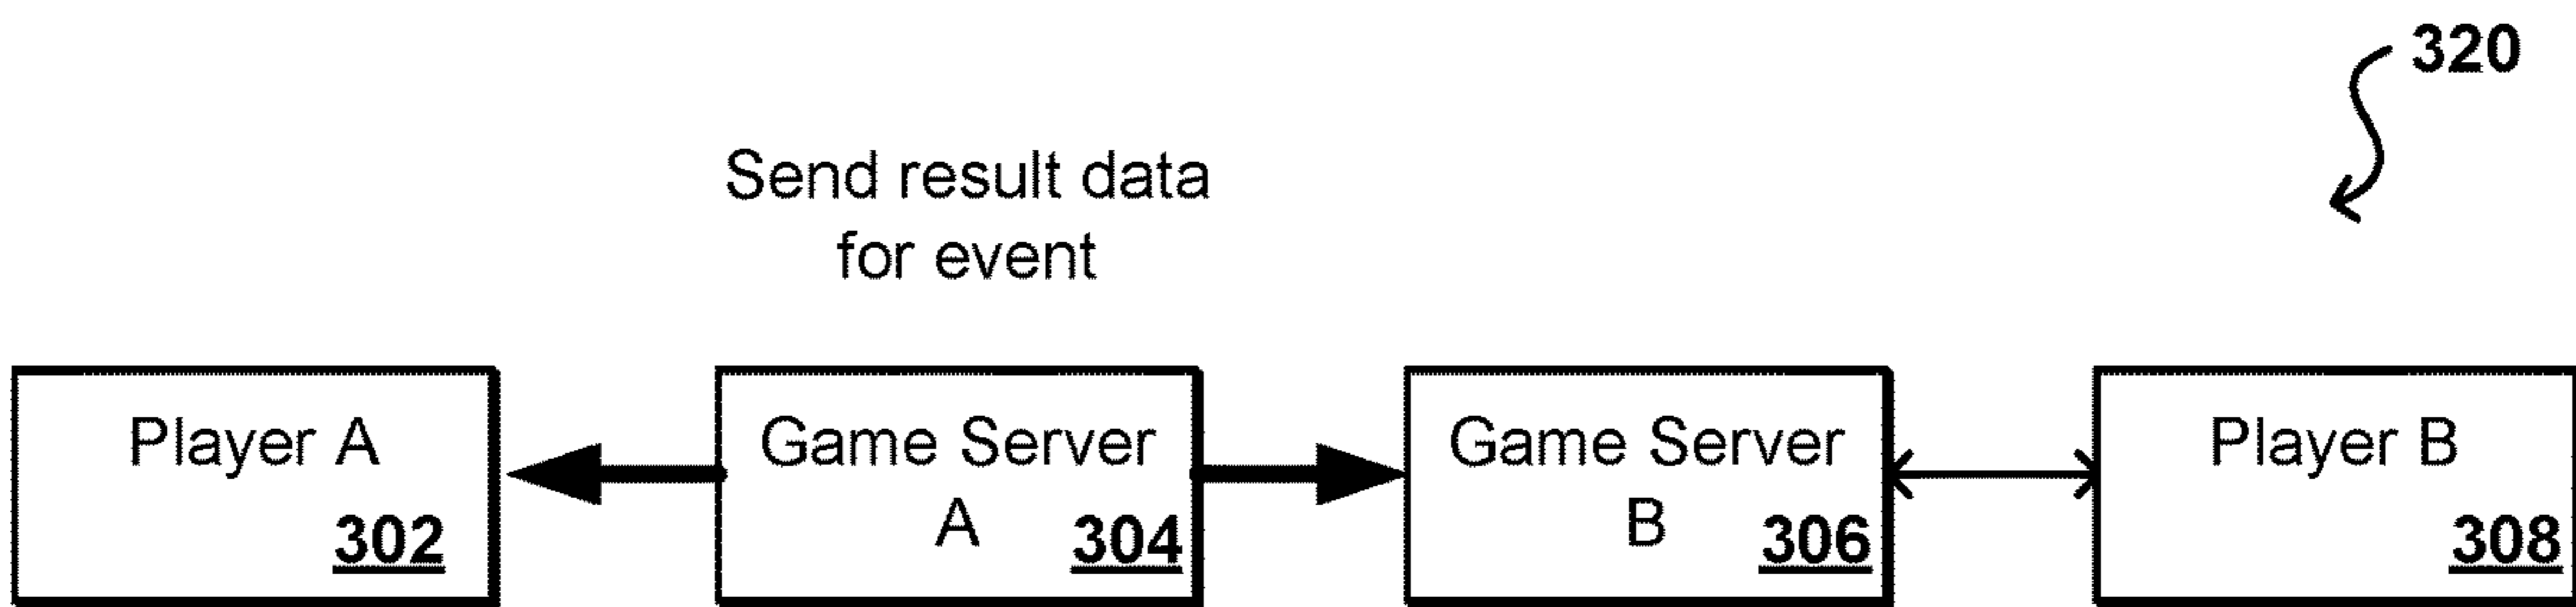 320
Send result data
for event
Player A
302
Game Server
A 304
Game Server
B 306
Player B
308